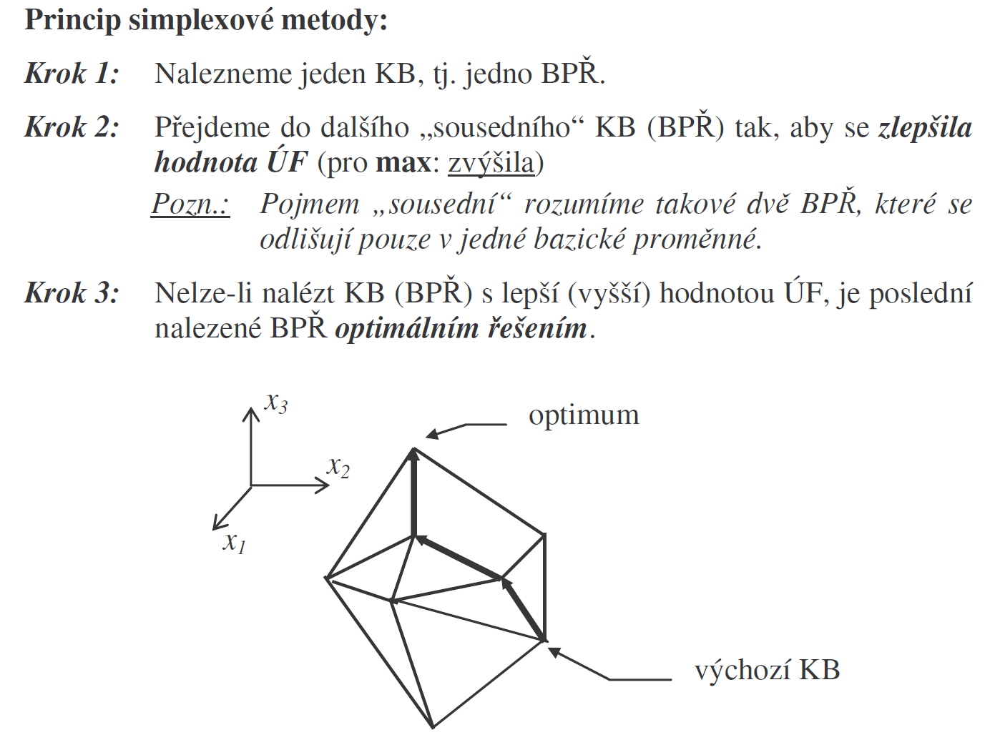 Princip simplexové metody:
Krok 1: Nalezneme jeden KB, tj. jedno BPŘ.
Krok 2: Přejdeme do dalšího „sousedního“ KB (BPŘ) tak, aby se zlepšila
hodnota ÚF (pro max: zvýšila)
Pozn.: Pojmem „sousední“ rozumíme takové dvě BPŘ, které se
odlišují pouze v jedné bazické proměnné.
Krok 3: Nelze-li nalézt KB (BPŘ) s lepší (vyšší) hodnotou ÚF, je poslední
nalezené BPŘ optimálním řešením.
x3
optimum
x2
x1
výchozí KB